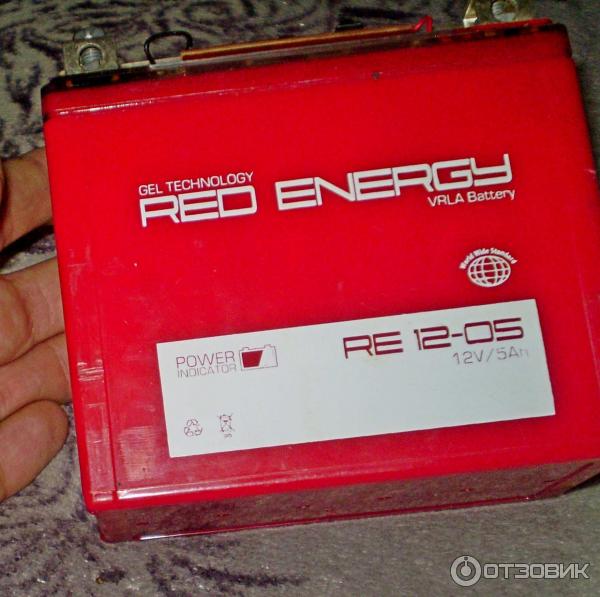 GEL TECHNOLOGY
RED ENERGY
VRLA Battery
World Wide Standard
RE 12-05
12V/5Ah
POWER
INDICATOR
ОТЗОВИК